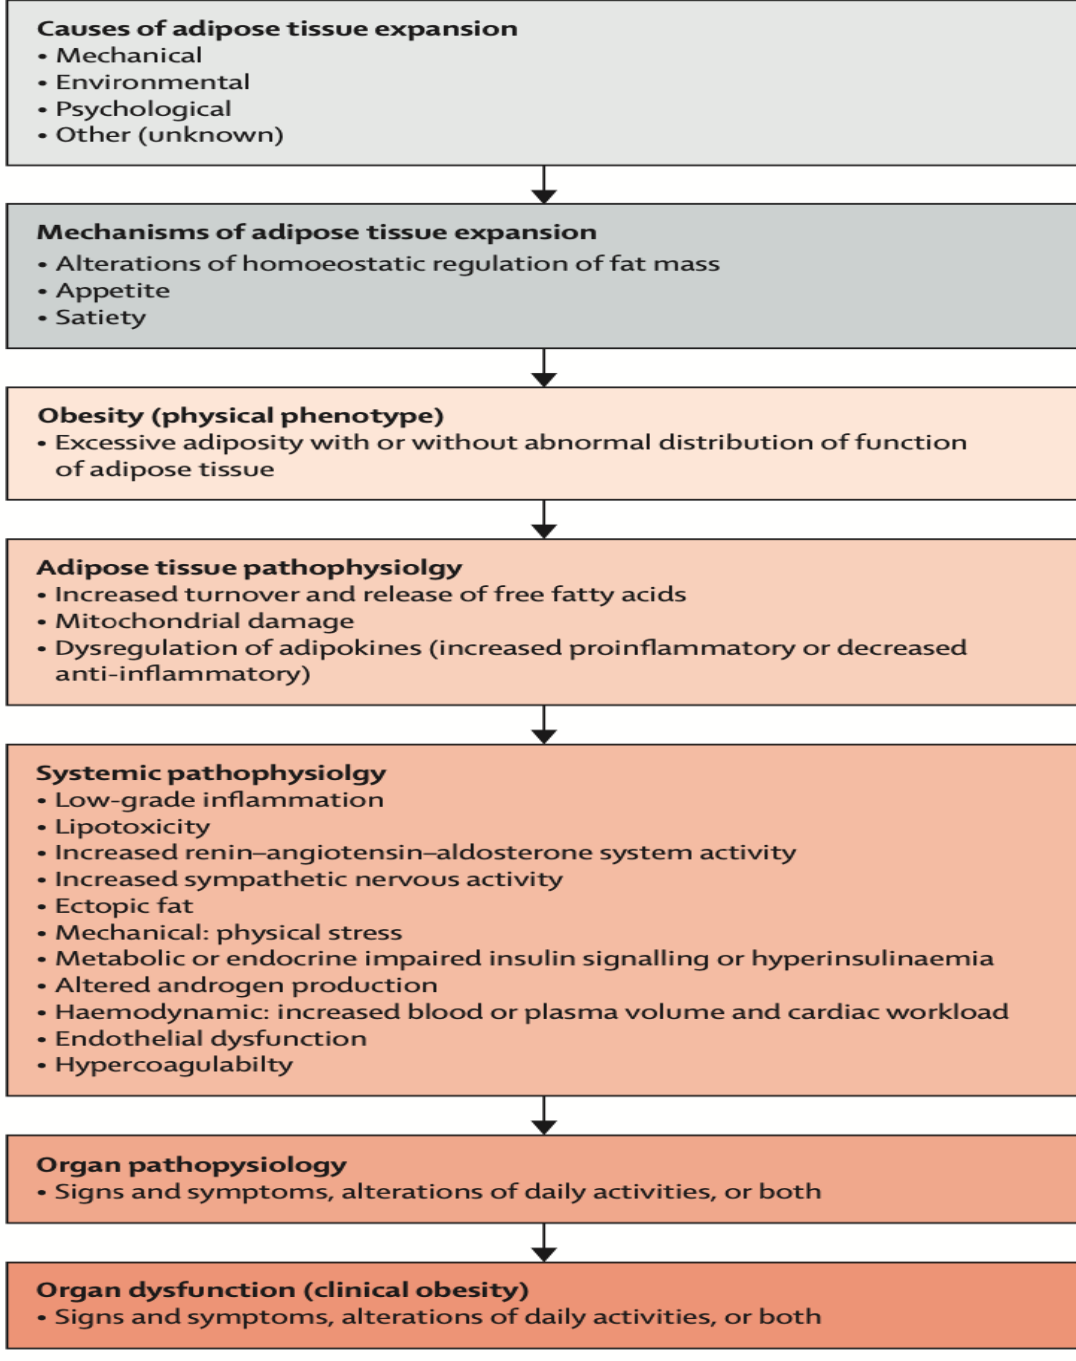 Causes of adipose tissue expansion
• Mechanical
• Environmental
• Psychological
• Other (unknown)
Mechanisms of adipose tissue expansion
• Alterations of homoeostatic regulation of fat mass
• Appetite
• Satiety
Obesity (physical phenotype)
• Excessive adiposity with or without abnormal distribution of function
of adipose tissue
Adipose tissue pathophysiolgy
• Increased turnover and release of free fatty acids
• Mitochondrial damage
• Dysregulation of adipokines (increased proinflammatory or decreased
anti-inflammatory)
Systemic pathophysiolgy
• Low-grade inflammation
• Lipotoxicity
• Increased renin–angiotensin–aldosterone system activity
• Increased sympathetic nervous activity
• Ectopic fat
• Mechanical: physical stress
• Metabolic or endocrine impaired insulin signalling or hyperinsulinaemia
• Altered androgen production
• Haemodynamic: increased blood or plasma volume and cardiac workload
• Endothelial dysfunction
• Hypercoagulabilty
Organ pathopysiology
• Signs and symptoms, alterations of daily activities, or both
Organ dysfunction (clinical obesity)
• Signs and symptoms, alterations of daily activities, or both